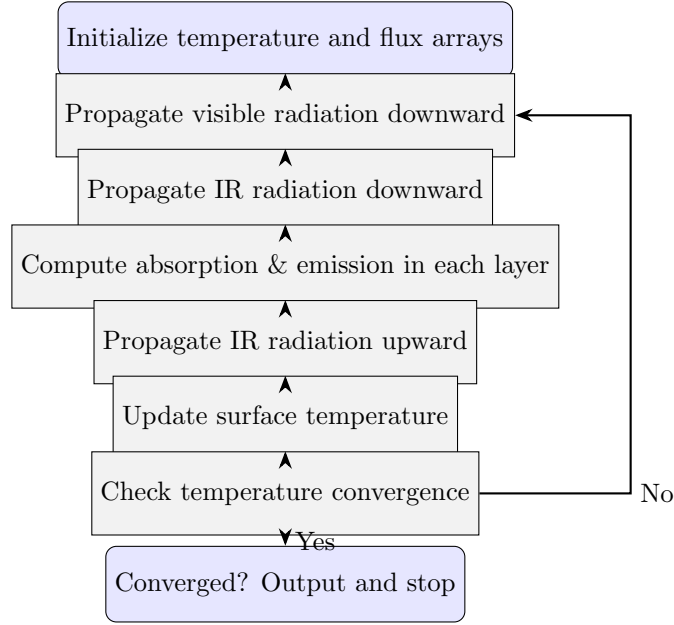 Initialize temperature and flux arrays
Propagate visible radiation downward
Propagate IR radiation downward
Compute absorption & emission in each layer
Propagate IR radiation upward
Update surface temperature
Check temperature convergence
No
Yes
Converged? Output and stop